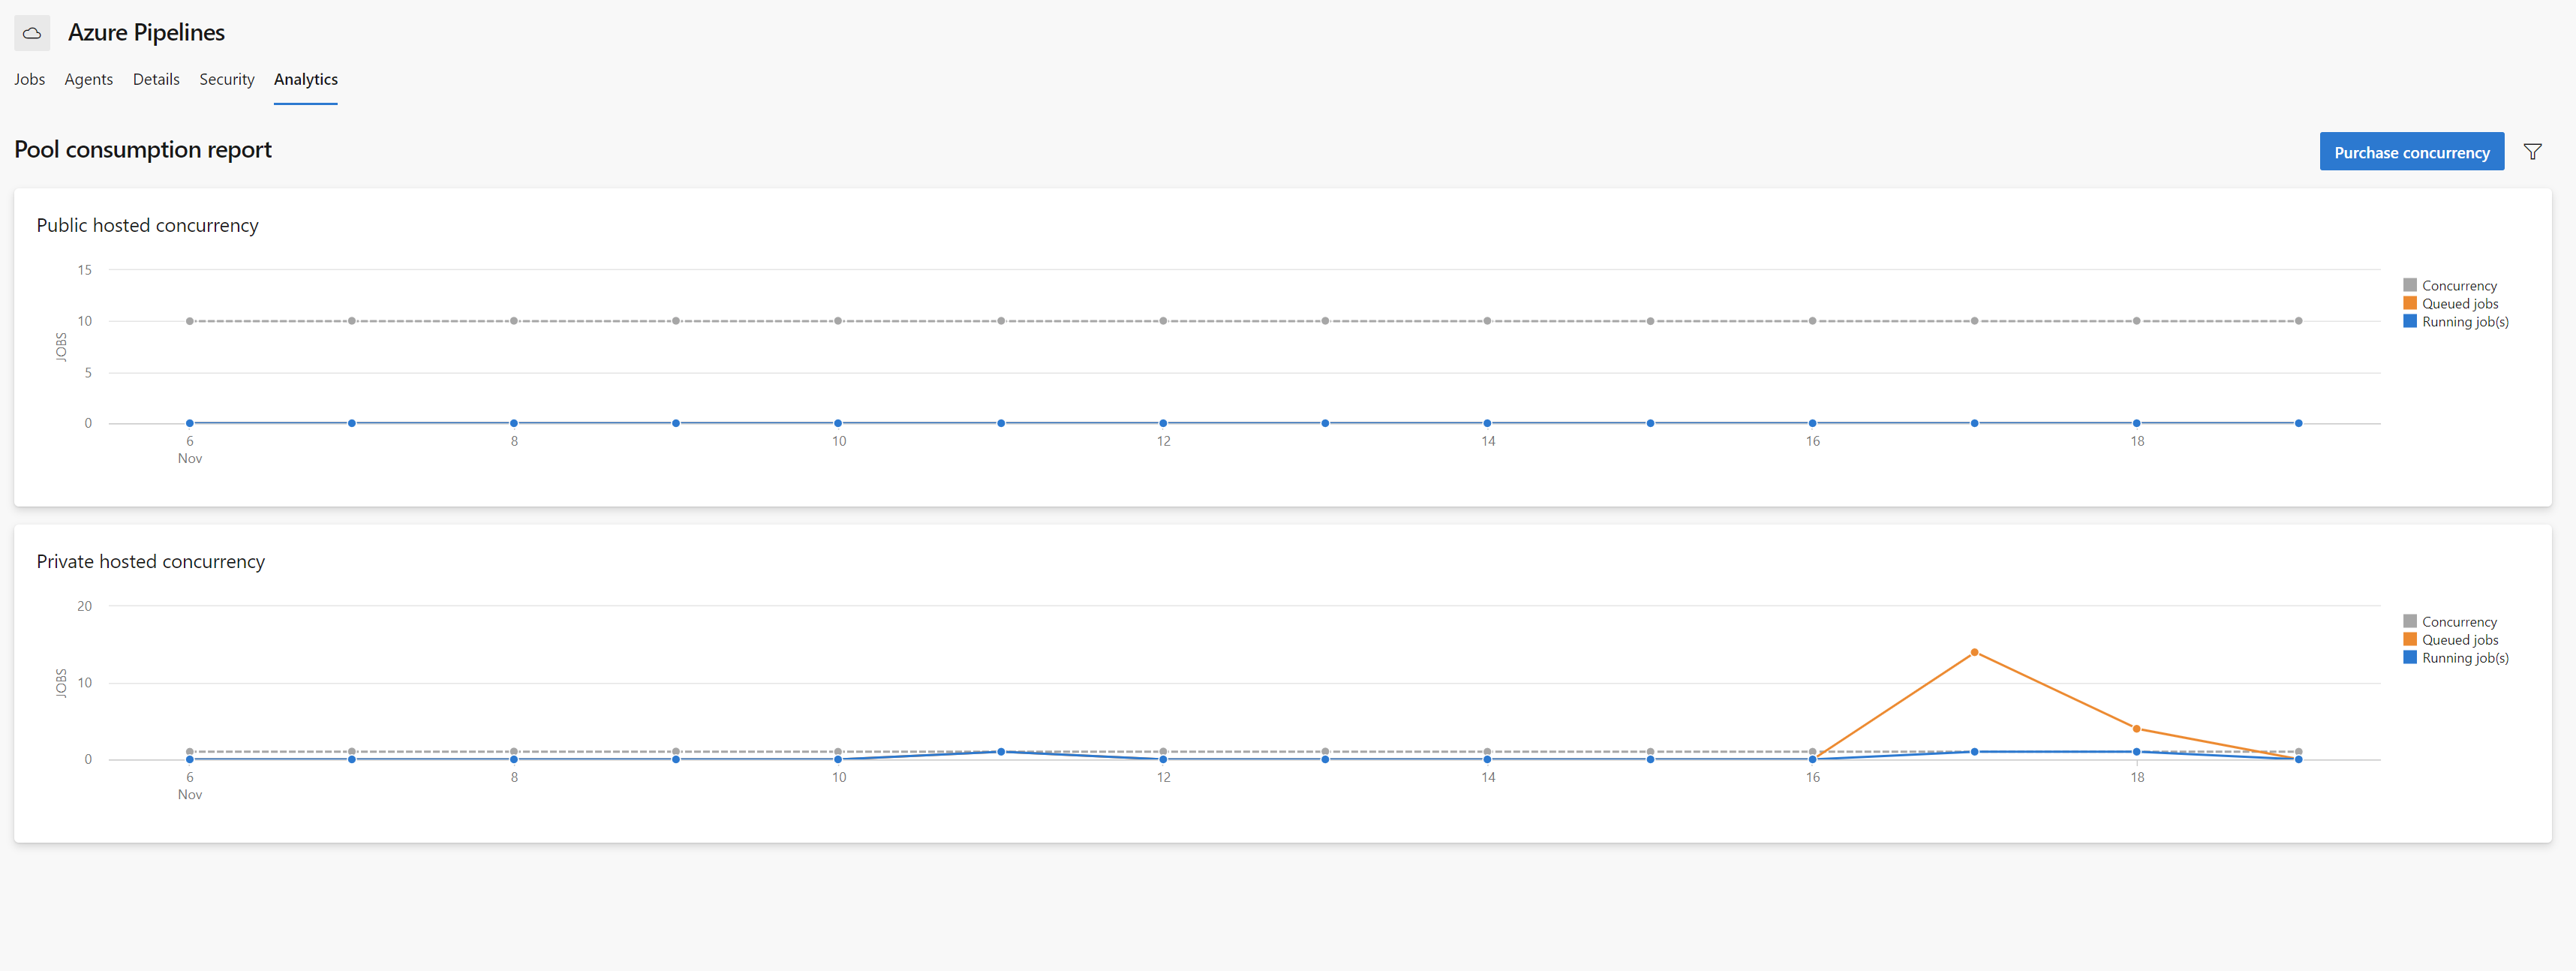 Azure Pipelines
Jobs Agents Details Security Analytics
Pool consumption report
Purchase concurrency
Public hosted concurrency
15
10
5
0
JOBS
6 8 10 12 14 16 18
Nov
Concurrency
Queued jobs
Running job(s)
Private hosted concurrency
20
10
0
JOBS
6 8 10 12 14 16 18
Nov
Concurrency
Queued jobs
Running job(s)